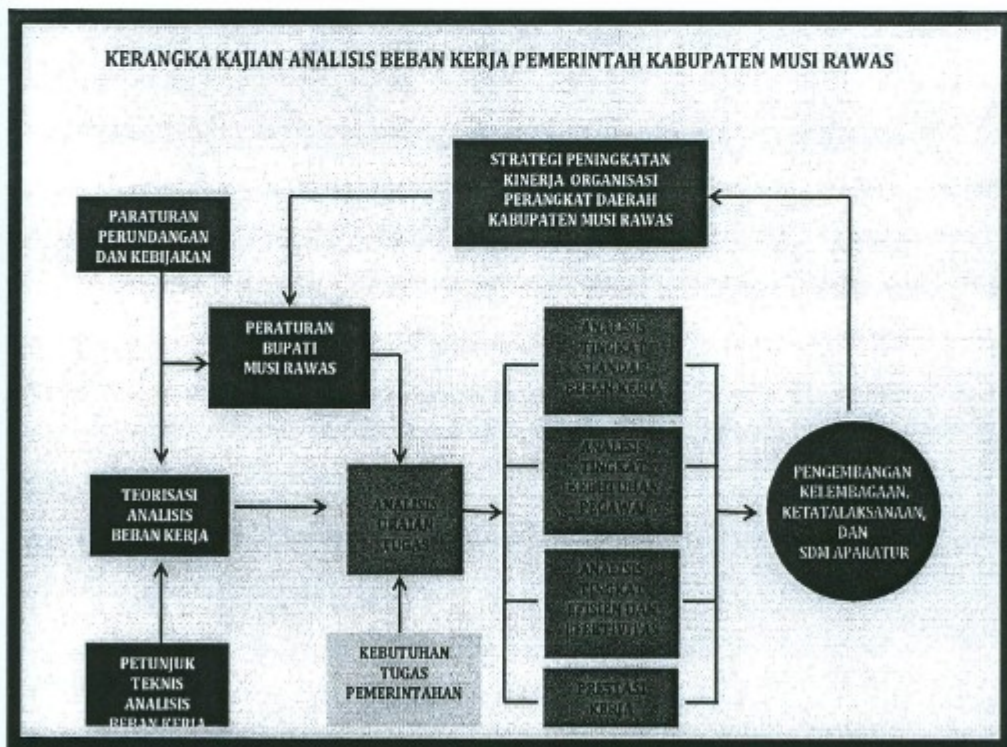 KERANGKA KAJIAN ANALISIS BEBAN KERJA PEMERINTAH KABUPATEN MUSI RAWAS
STRATEGI PENINGKATAN
KINERJA ORGANISASI
PERANGKAT DAERAH
KABUPATEN MUSI RAWAS
PARATURAN
PERUNDANGAN
DAN KEBIJAKAN
PERATURAN
BUPATI
MUSI RAWAS
TEORISASI
ANALISIS
BEBAN KERJA
PETUNJUK
TEKNIS
ANALISIS
BEBAN KERJA
ANALISIS
URAIAN
TUGAS
KEBUTUHAN
TUGAS
PEMERINTAHAN
ANALISIS
TINGKAT
STANDAR
BEBAN KERJA
ANALISIS
TINGKAT
KEBUTUHAN
PEGAWAI
ANALISIS
TINGKAT
EFISIEN DAN
EFEKTIVITAS
PRESTASI
KERJA
PENGEMBANGAN
KELEMBAGAAN,
KETATALAKSANAAN,
DAN
SDM APARATUR